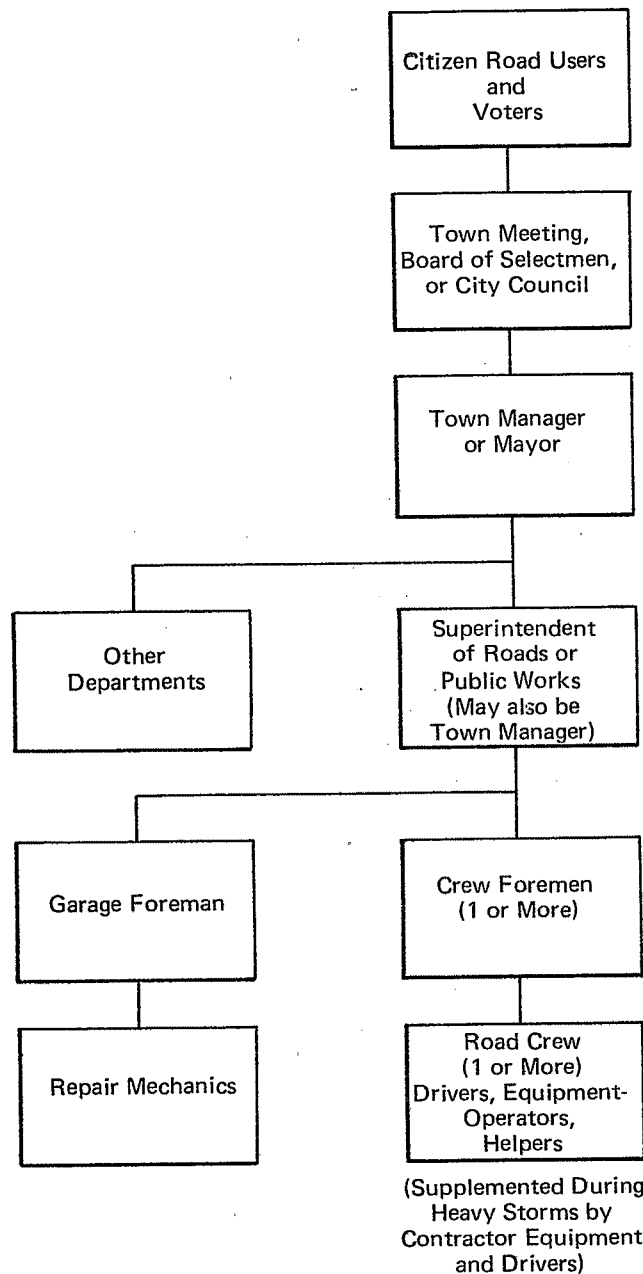 Citizen Road Users
and
Voters
Town Meeting,
Board of Selectmen,
or City Council
Town Manager
or Mayor
Other
Departments
Superintendent
of Roads or
Public Works
(May also be
Town Manager)
Garage Foreman
Crew Foremen
(1 or More)
Repair Mechanics
Road Crew
(1 or More)
Drivers, Equipment-
Operators,
Helpers
(Supplemented During
Heavy Storms by
Contractor Equipment
and Drivers)